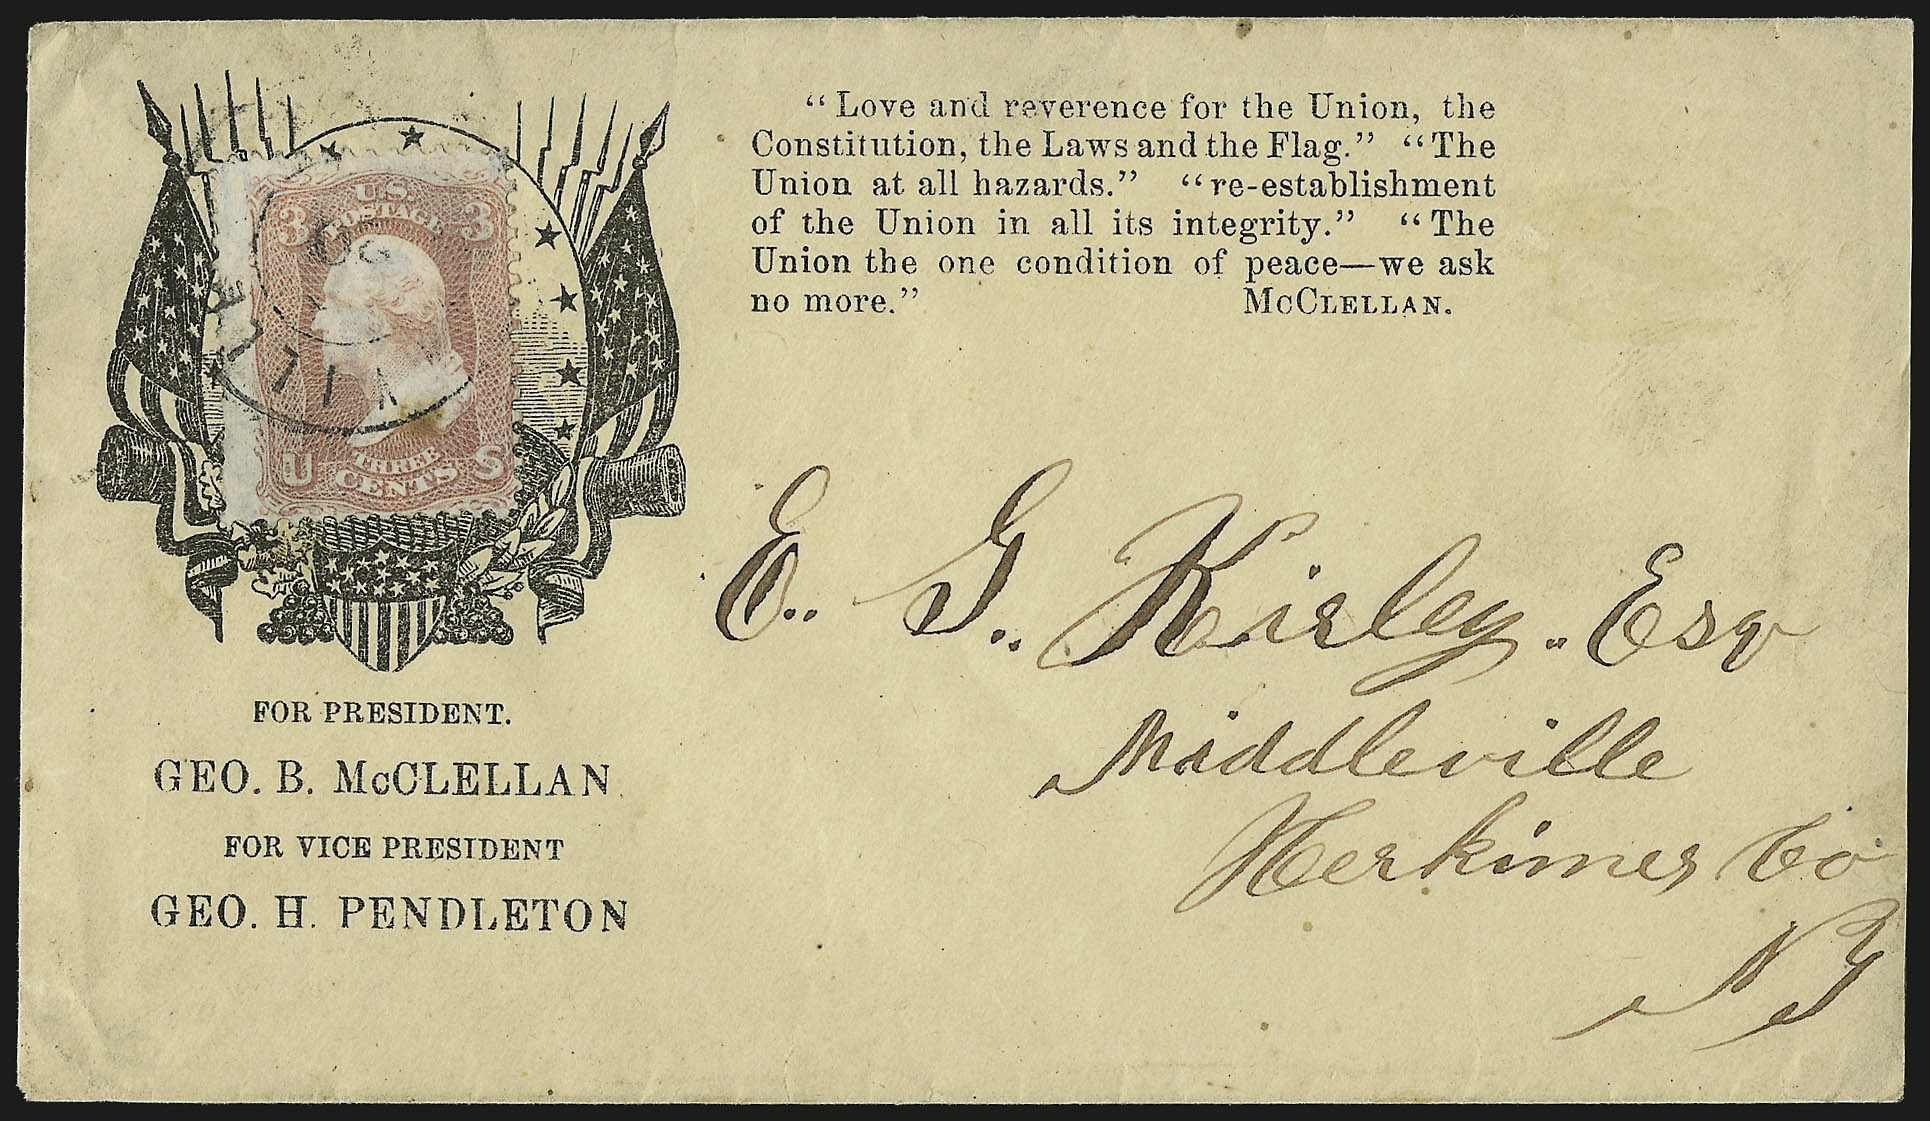 “Love and reverence for the Union, the
Constitution, the Laws and the Flag.” “The
Union at all hazards.” “re-establishment
of the Union in all its integrity.” “The
Union the one condition of peace—we ask
no more.” McCLELLAN.
U.S.
POSTAGE
3 3
U THREE S
CENTS
VILLE
E. G. Kirley. Esq
Middleville
Herkimer Co
NY
FOR PRESIDENT.
GEO. B. McCLELLAN
FOR VICE PRESIDENT
GEO. H. PENDLETON